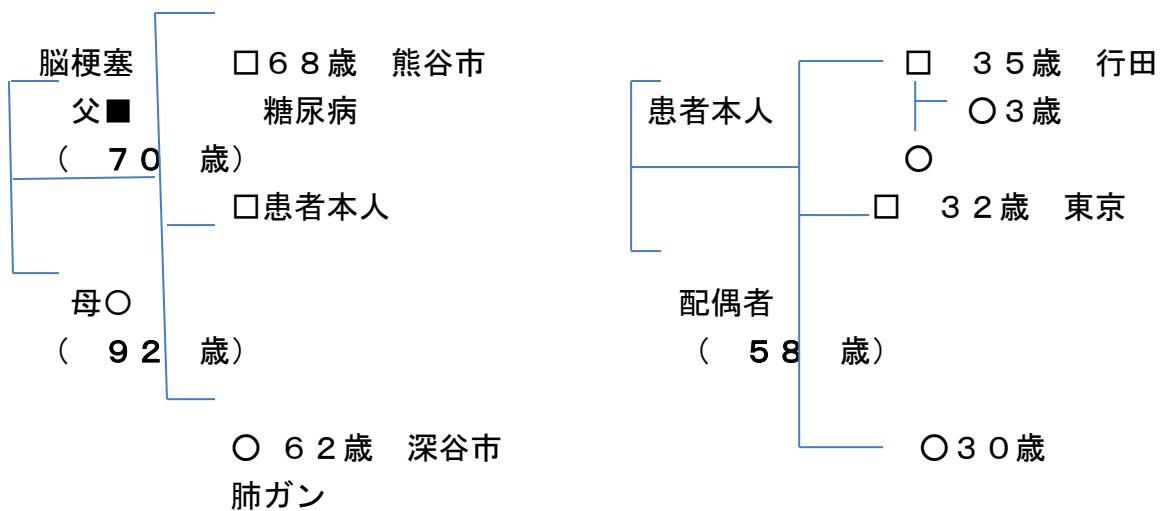 脳梗塞
父■
（　７０　歳）
母○
（　９２　歳）
□６８歳　熊谷市
糖尿病
□患者本人
○　６２歳　深谷市
肺ガン
患者本人
配偶者
（　５８　歳）
□　３５歳　行田
○３歳
○
□　３２歳　東京
○３０歳